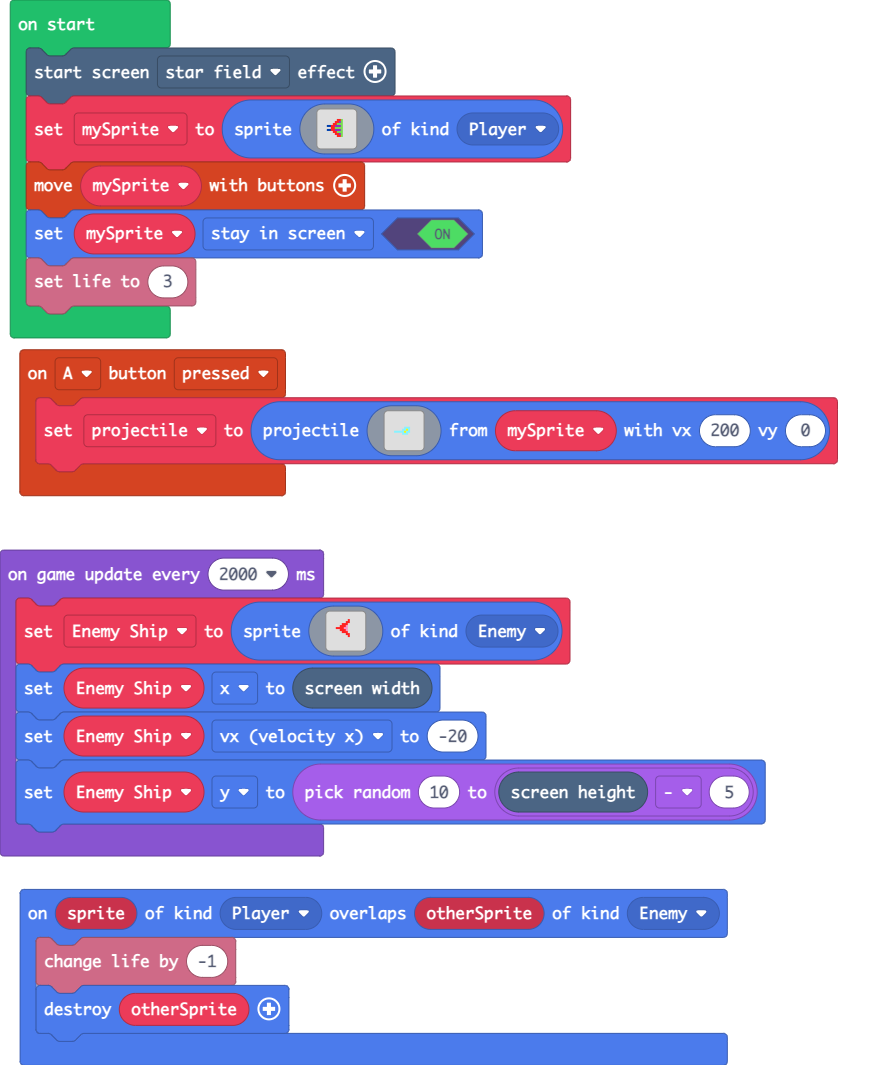 on start
start screen star field effect
set mySprite to sprite of kind Player
move mySprite with buttons
set mySprite stay in screen ON
set life to 3
on A button pressed
set projectile to projectile from mySprite with vx 200 vy 0
on game update every 2000 ms
set Enemy Ship to sprite of kind Enemy
set Enemy Ship x to screen width
set Enemy Ship vx (velocity x) to -20
set Enemy Ship y to pick random 10 to screen height - 5
on sprite of kind Player overlaps otherSprite of kind Enemy
change life by -1
destroy otherSprite